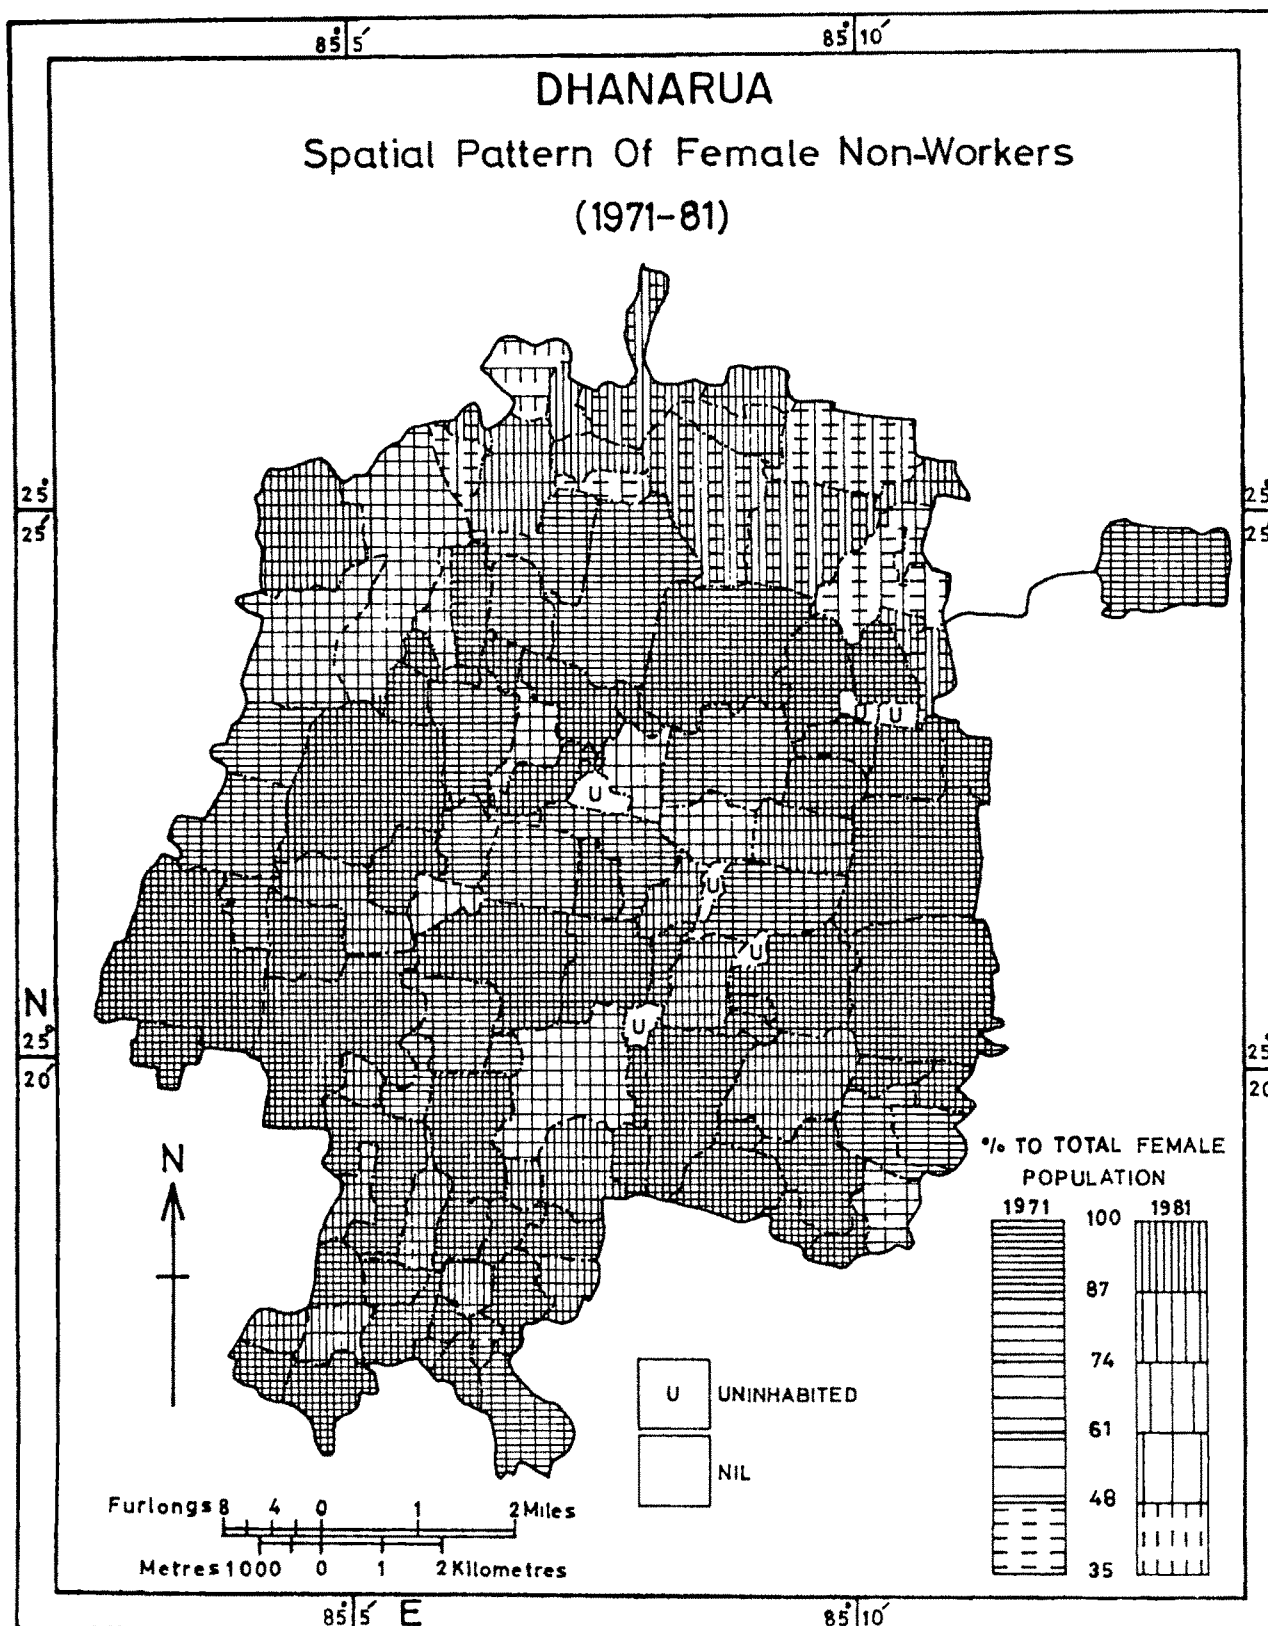 85°5′ 85°10′
DHANARUA
Spatial Pattern Of Female Non-Workers
(1971-81)
25° 25′
25° 25′
U
U
U
U
U
N
25° 20′
25° 20′
N
% TO TOTAL FEMALE
POPULATION
1971 100 1981
87
74
61
48
35
U UNINHABITED
NIL
Furlongs 8 4 0 1 2 Miles
Metres 1000 0 1 2 Kilometres
85°5′ E 85°10′